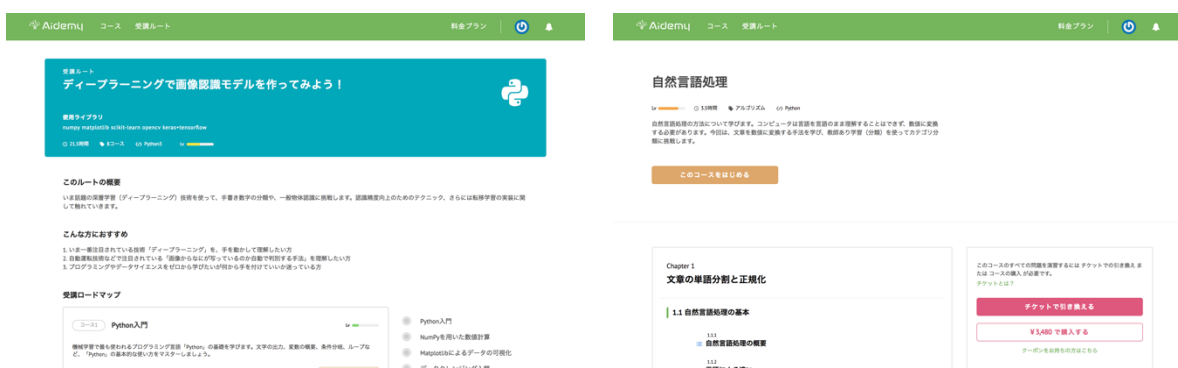 Aidemy コース 受講ルート 料金プラン
受講ルート
ディープラーニングで画像認識モデルを作ってみよう！
使用ライブラリ
numpy matplotlib scikit-learn opencv keras+tensorflow
21.5時間 8コース Python3 Lv
このルートの概要
いま話題の深層学習（ディープラーニング）技術を使って、手書き数字の分類や、一般物体認識に挑戦します。認識精度向上のためのテクニック、さらには転移学習の実装に関
して触れていきます。
こんな方におすすめ
1. いま一番注目されている技術「ディープラーニング」を、手を動かして理解したい方
2. 自動運転技術などで注目されている「画像からなにが写っているのか自動で判別する手法」を理解したい方
3. プログラミングやデータサイエンスをゼロから学びたいが何から手を付けていいか迷っている方
受講ロードマップ
コース1 Python入門 Lv
機械学習で最も使われるプログラミング言語「Python」の基礎を学びます。文字の出力、変数の概要、条件分岐、ループな
ど、「Python」の基本的な使い方をマスターしましょう。
Python入門
NumPyを用いた数値計算
Matplotlibによるデータの可視化
Aidemy コース 受講ルート 料金プラン
自然言語処理
Lv 53時間 アルゴリズム Python
自然言語処理の方法について学びます。コンピュータは言語を言語のまま理解することはできず、数値に変換
する必要があります。今回は、文章を数値に変換する手法を学び、教師あり学習（分類）を使ってカテゴリ分
類に挑戦します。
このコースをはじめる
Chapter 1
文章の単語分割と正規化
1.1 自然言語処理の基本
1.1.1
自然言語処理の概要
1.1.2
このコースのすべての問題を演習するには チケットでの引き換え ま
たは コースの購入 が必要です。
チケットとは？
チケットで引き換える
¥3,480 で購入する
クーポンをお持ちの方はこちら